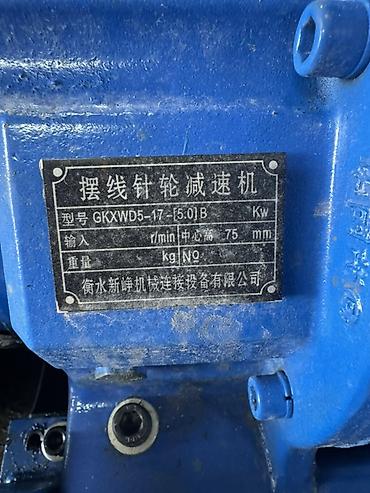 摆线针轮减速机
型号 GKXWD5-17-[5.0]B Kw
输入 r/min 中心高 75 mm
重量 kg No
衡水新峥机械连接设备有限公司